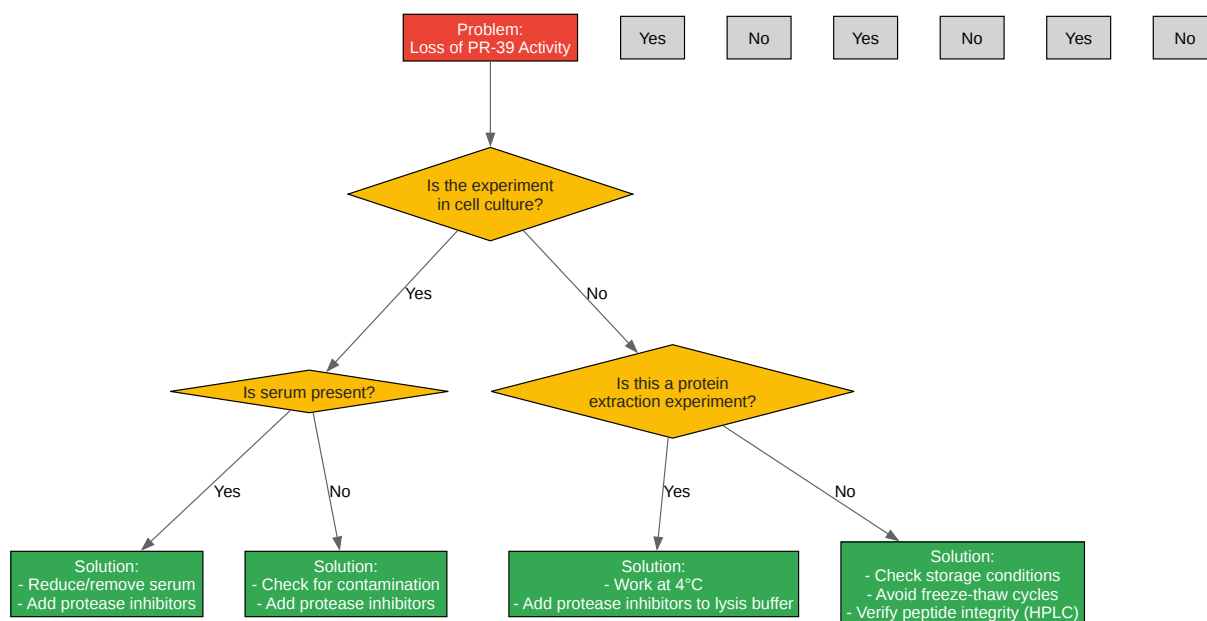 Problem:
Loss of PR-39 Activity
Yes
No
Yes
No
Yes
No
Is the experiment
in cell culture?
Yes
No
Is serum present?
Is this a protein
extraction experiment?
Yes
No
Yes
No
Solution:
- Reduce/remove serum
- Add protease inhibitors
Solution:
- Check for contamination
- Add protease inhibitors
Solution:
- Work at 4°C
- Add protease inhibitors to lysis buffer
Solution:
- Check storage conditions
- Avoid freeze-thaw cycles
- Verify peptide integrity (HPLC)